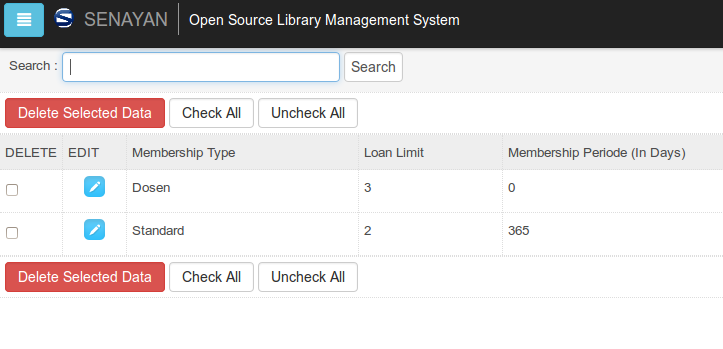 SENAYAN Open Source Library Management System
Search : Search
Delete Selected Data Check All Uncheck All
DELETE EDIT Membership Type Loan Limit Membership Periode (In Days)
Dosen 3 0
Standard 2 365
Delete Selected Data Check All Uncheck All